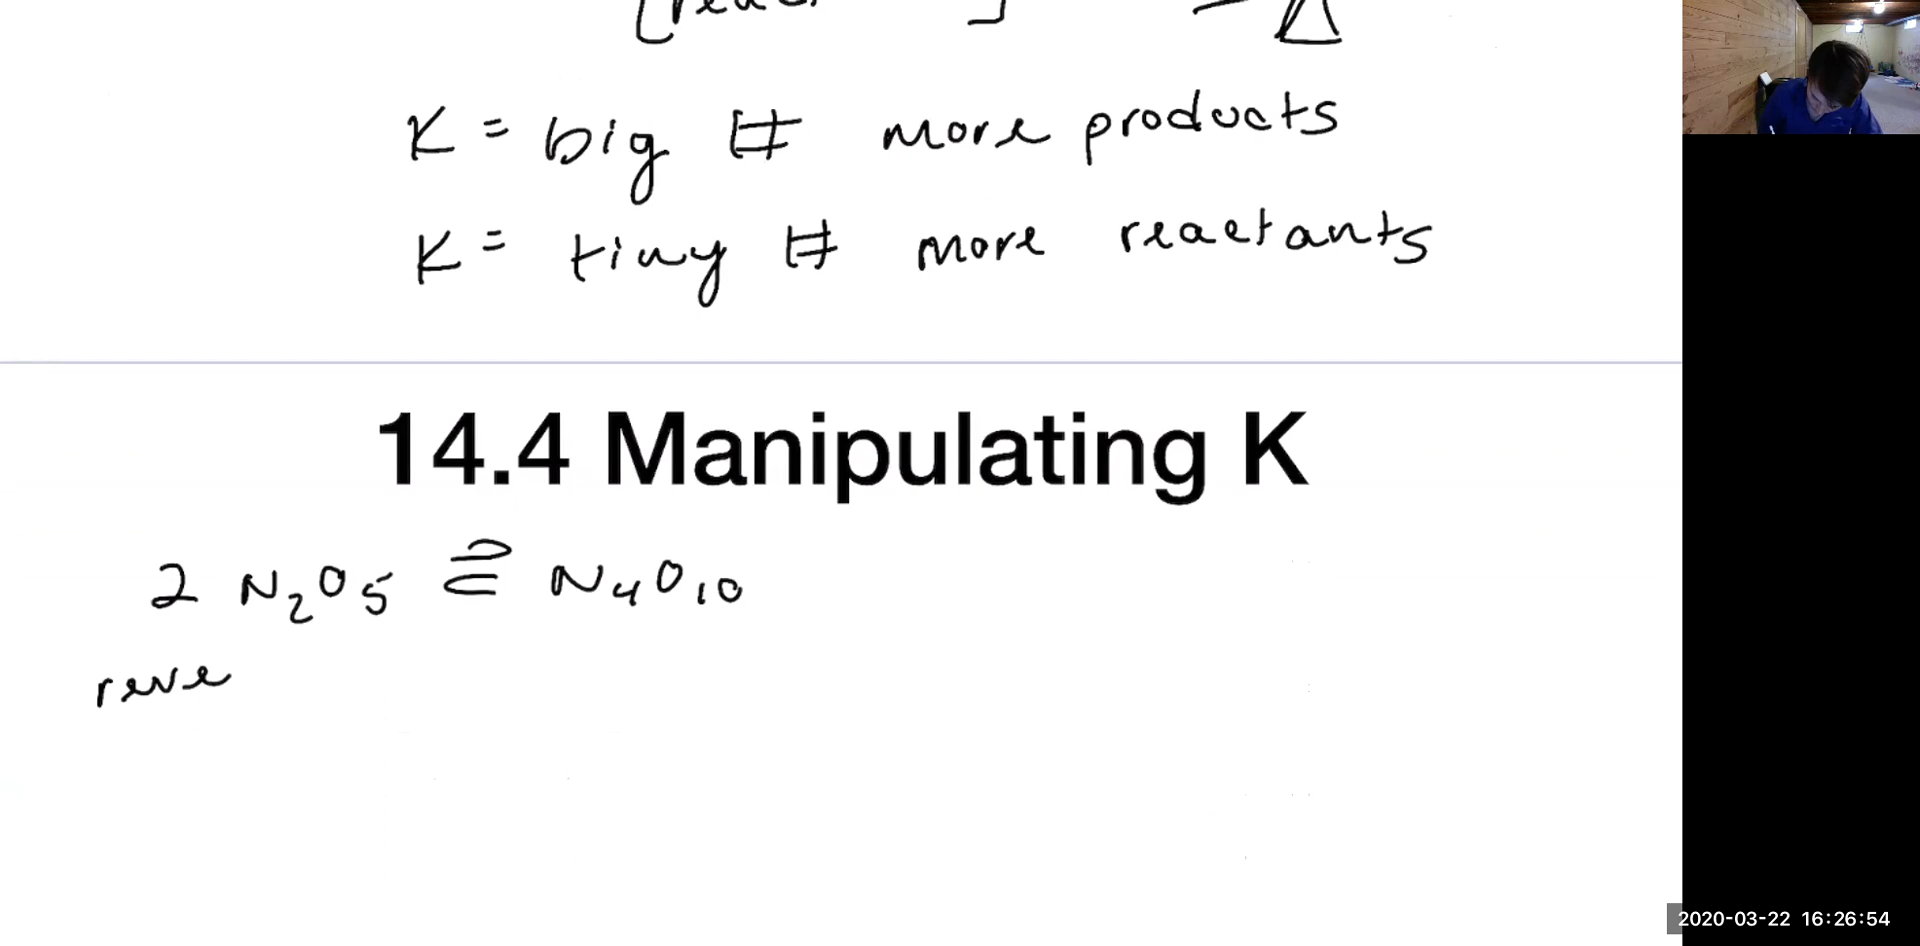 K = big # more products
K = tiny # more reactants
14.4 Manipulating K
2 N₂O₅ ⇌ N₄O₁₀
reve
2020-03-22 16:26:54